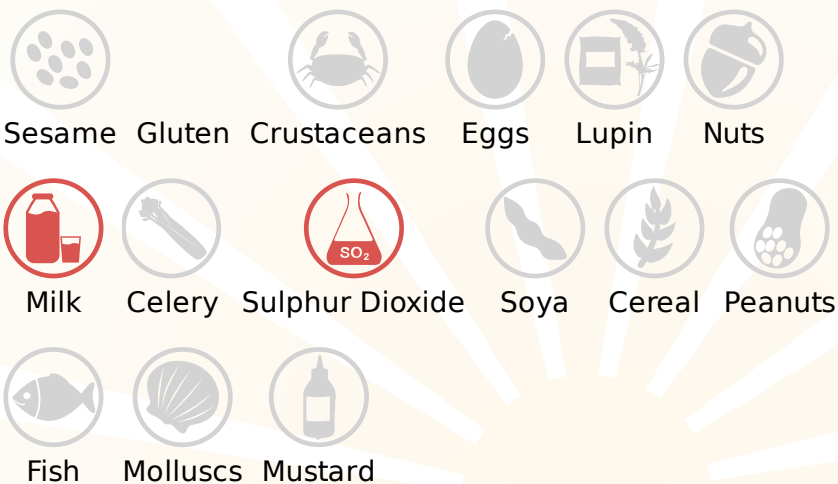 Sesame Gluten Crustaceans Eggs Lupin Nuts
SO₂
Milk Celery Sulphur Dioxide Soya Cereal Peanuts
Fish Molluscs Mustard